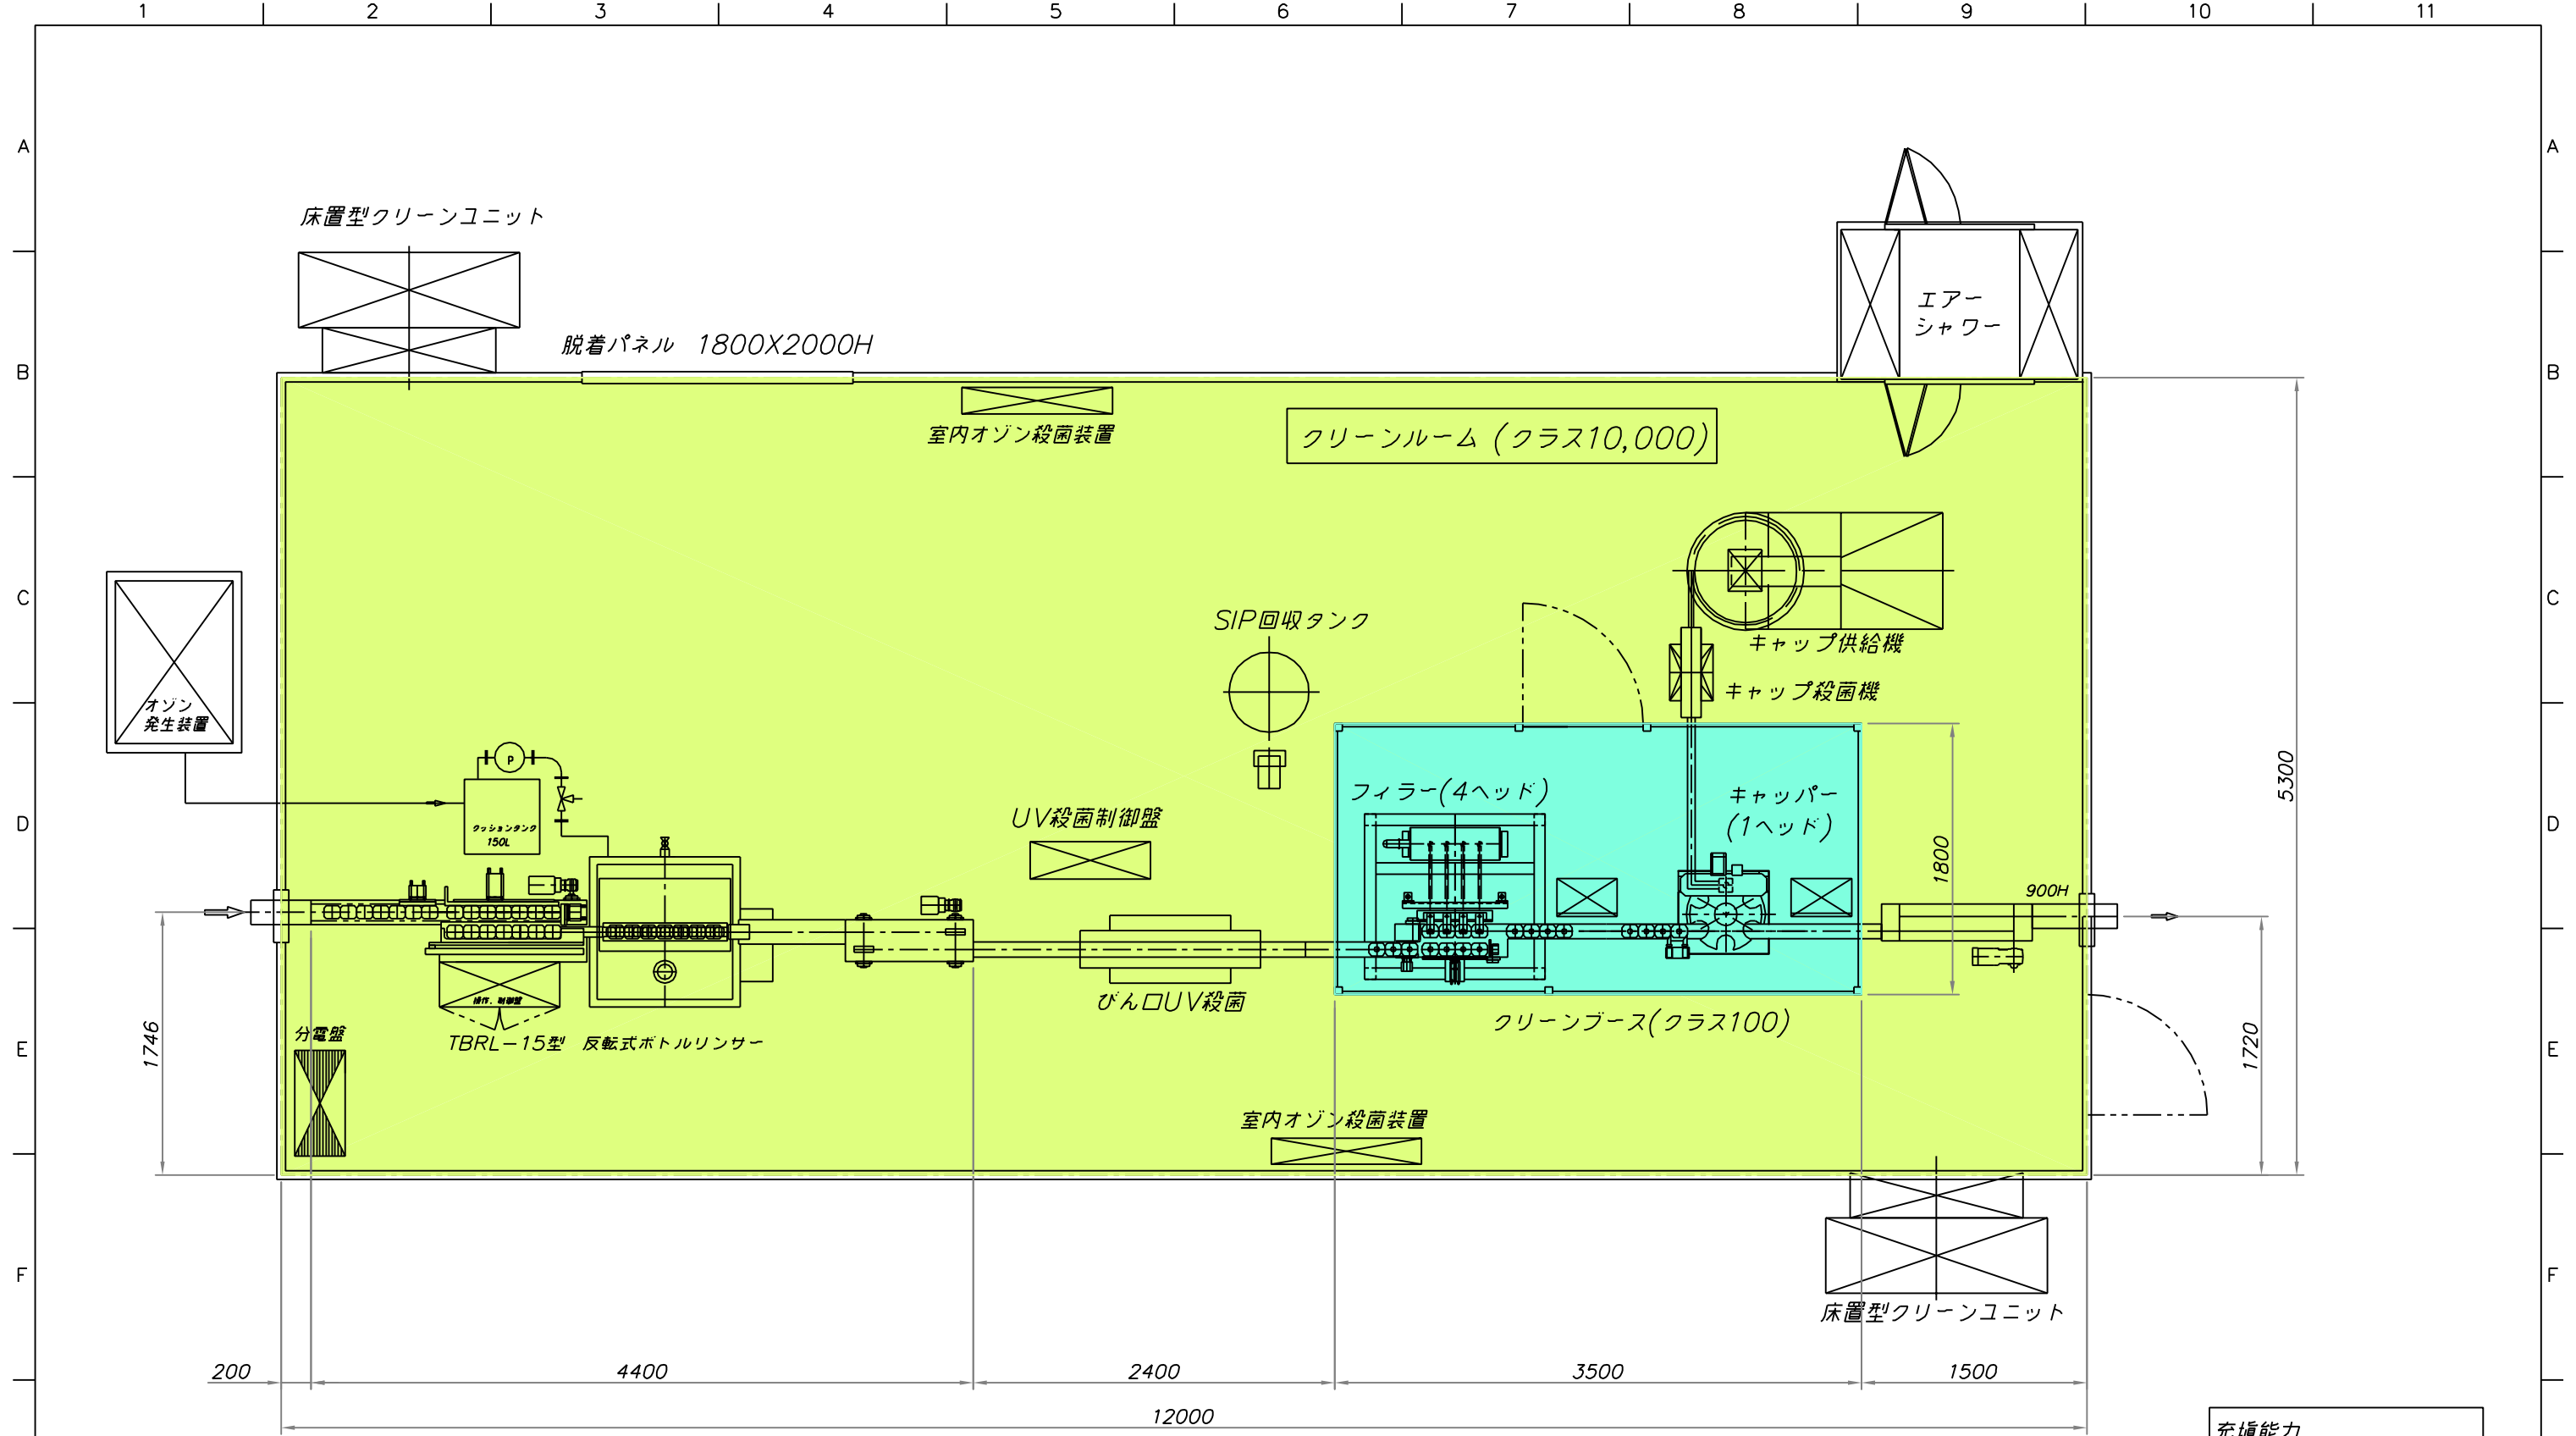 1 2 3 4 5 6 7 8 9 10 11
A A
床置型クリーンユニット
エアー
シャワー
脱着パネル 1800X2000H
B B
室内オゾン殺菌装置
クリーンルーム (クラス10,000)
C C
SIP回収タンク
キャップ供給機
キャップ殺菌機
オゾン
発生装置
P
5300
フィラー(4ヘッド)
キャッパー
(1ヘッド)
UV殺菌制御盤
D D
クッションタンク
150L
1800
900H
操作、制御盤
びん口UV殺菌
クリーンブース(クラス100)
分電盤
TBRL-15型 反転式ボトルリンサー
1746
1720
E E
室内オゾン殺菌装置
F F
床置型クリーンユニット
200 4400 2400 3500 1500
12000
充填能力